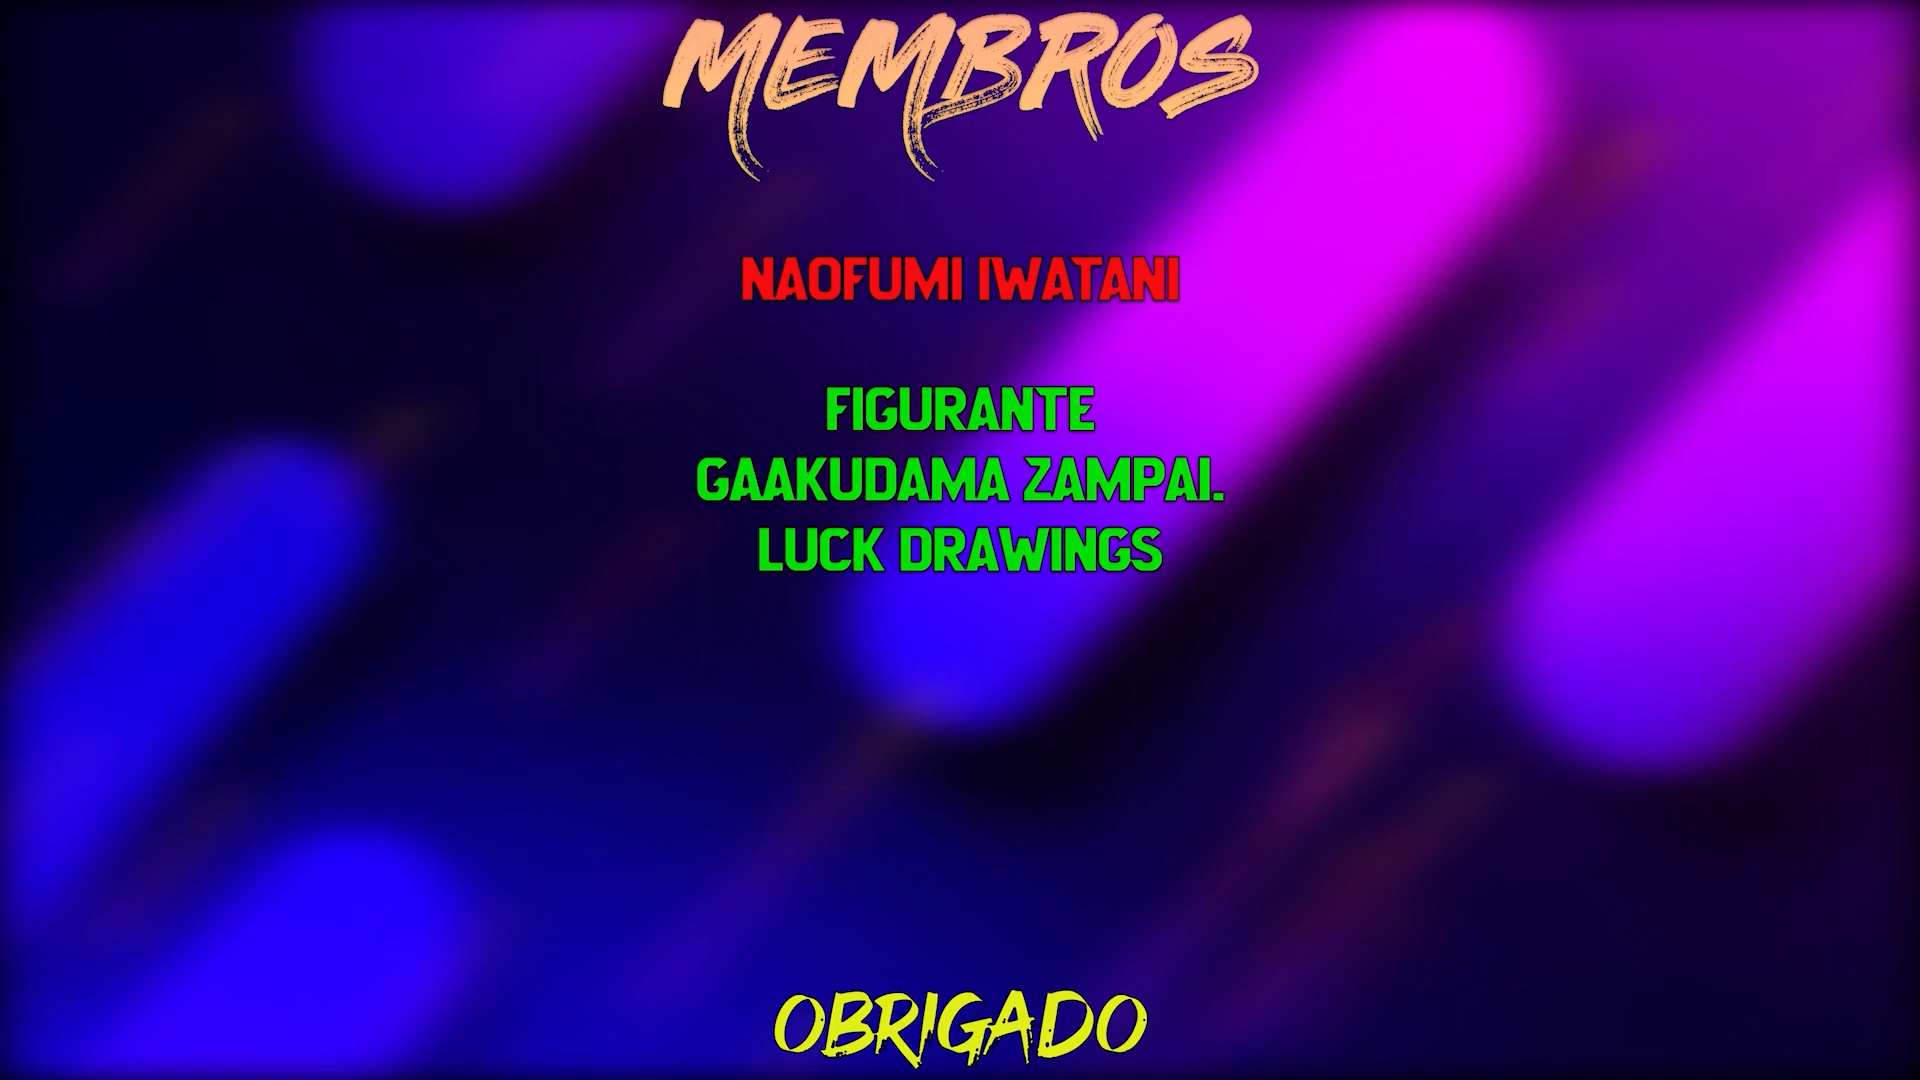 MEMBROS
NAOFUMI IWATANI
FIGURANTE
GAAKUDAMA ZAMPAI.
LUCK DRAWINGS
OBRIGADO